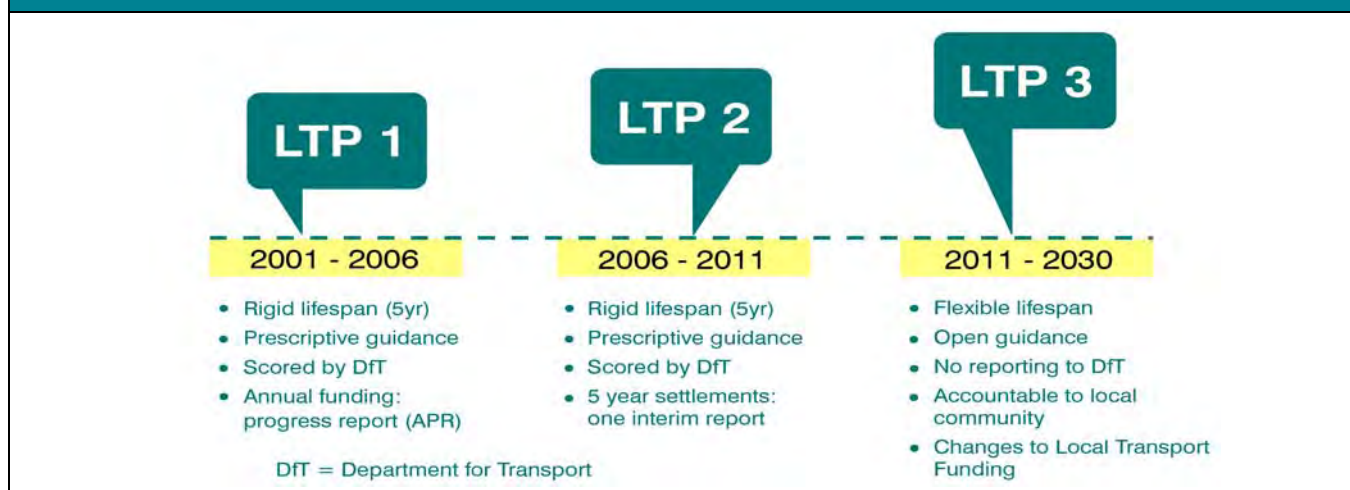 LTP 1
LTP 2
LTP 3
2001 - 2006
• Rigid lifespan (5yr)
• Prescriptive guidance
• Scored by DfT
• Annual funding:
progress report (APR)
2006 - 2011
• Rigid lifespan (5yr)
• Prescriptive guidance
• Scored by DfT
• 5 year settlements:
one interim report
2011 - 2030
• Flexible lifespan
• Open guidance
• No reporting to DfT
• Accountable to local
community
• Changes to Local Transport
Funding
DfT = Department for Transport